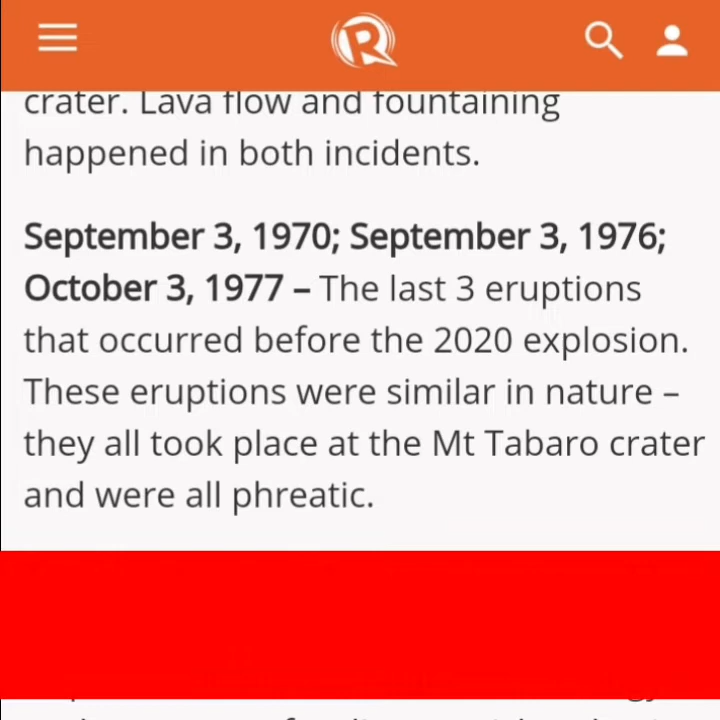 crater. Lava flow and fountaining
happened in both incidents.
September 3, 1970; September 3, 1976;
October 3, 1977 – The last 3 eruptions
that occurred before the 2020 explosion.
These eruptions were similar in nature –
they all took place at the Mt Tabaro crater
and were all phreatic.